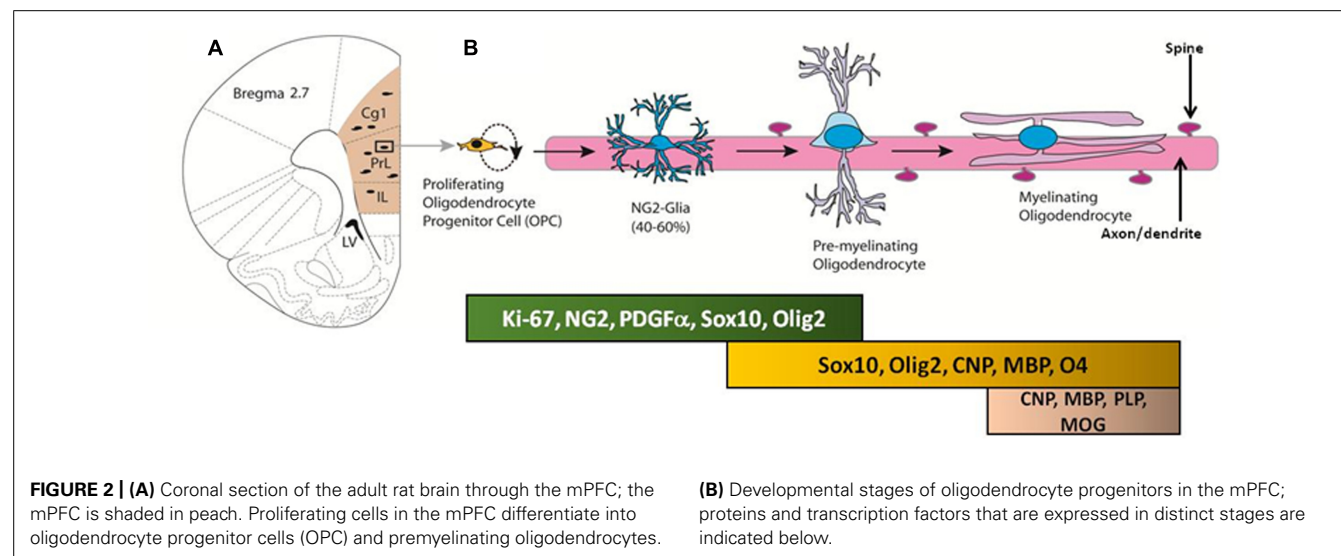 A
B
Bregma 2.7
Cg1
PrL
IL
LV
Proliferating
Oligodendrocyte
Progenitor Cell (OPC)
NG2-Glia
(40-60%)
Pre-myelinating
Oligodendrocyte
Myelinating
Oligodendrocyte
Spine
Axon/dendrite
Ki-67, NG2, PDGFα, Sox10, Olig2
Sox10, Olig2, CNP, MBP, O4
CNP, MBP, PLP,
MOG
FIGURE 2 | (A) Coronal section of the adult rat brain through the mPFC; the
mPFC is shaded in peach. Proliferating cells in the mPFC differentiate into
oligodendrocyte progenitor cells (OPC) and premyelinating oligodendrocytes.
(B) Developmental stages of oligodendrocyte progenitors in the mPFC;
proteins and transcription factors that are expressed in distinct stages are
indicated below.